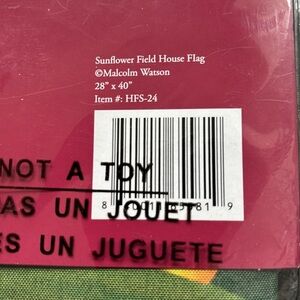 Sunflower Field House Flag
©Malcolm Watson
28" x 40"
Item #: HFS-24
NOT A TOY
AS UN JOUET
ES UN JUGUETE